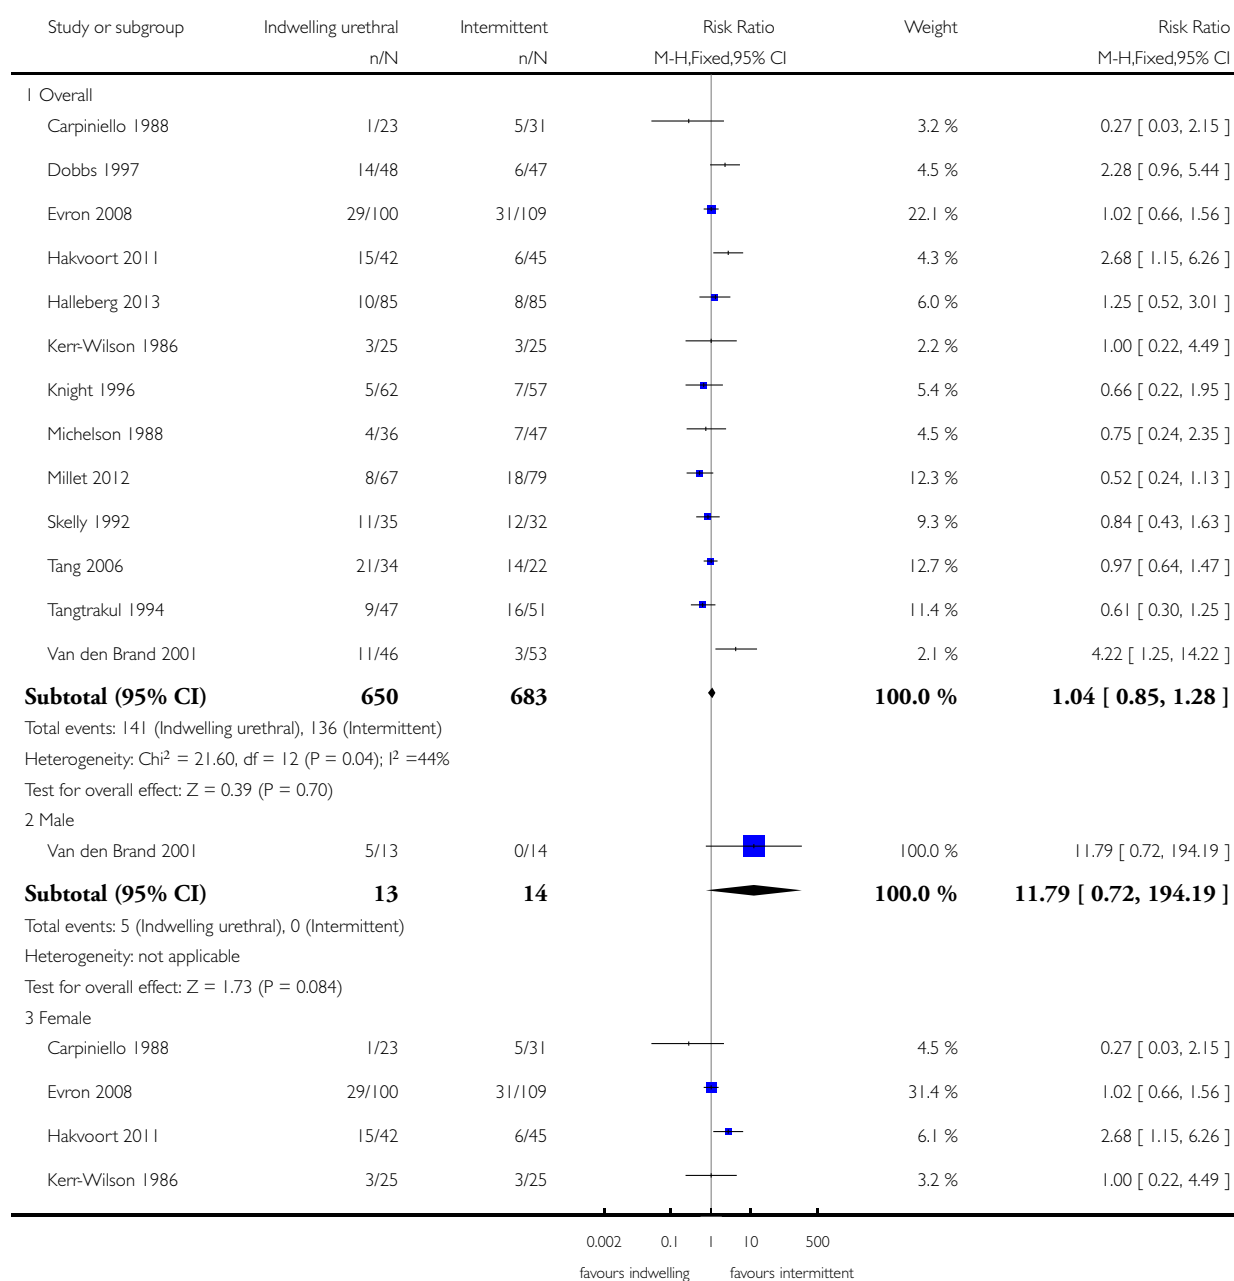 Study or subgroup Indwelling urethral Intermittent Risk Ratio Weight Risk Ratio
n/N n/N M-H,Fixed,95% CI M-H,Fixed,95% CI
1 Overall
Carpiniello 1988 1/23 5/31 3.2 % 0.27 [ 0.03, 2.15 ]
Dobbs 1997 14/48 6/47 4.5 % 2.28 [ 0.96, 5.44 ]
Evron 2008 29/100 31/109 22.1 % 1.02 [ 0.66, 1.56 ]
Hakvoort 2011 15/42 6/45 4.3 % 2.68 [ 1.15, 6.26 ]
Halleberg 2013 10/85 8/85 6.0 % 1.25 [ 0.52, 3.01 ]
Kerr-Wilson 1986 3/25 3/25 2.2 % 1.00 [ 0.22, 4.49 ]
Knight 1996 5/62 7/57 5.4 % 0.66 [ 0.22, 1.95 ]
Michelson 1988 4/36 7/47 4.5 % 0.75 [ 0.24, 2.35 ]
Millet 2012 8/67 18/79 12.3 % 0.52 [ 0.24, 1.13 ]
Skelly 1992 11/35 12/32 9.3 % 0.84 [ 0.43, 1.63 ]
Tang 2006 21/34 14/22 12.7 % 0.97 [ 0.64, 1.47 ]
Tangtrakul 1994 9/47 16/51 11.4 % 0.61 [ 0.30, 1.25 ]
Van den Brand 2001 11/46 3/53 2.1 % 4.22 [ 1.25, 14.22 ]
Subtotal (95% CI) 650 683 100.0 % 1.04 [ 0.85, 1.28 ]
Total events: 141 (Indwelling urethral), 136 (Intermittent)
Heterogeneity: Chi² = 21.60, df = 12 (P = 0.04); I² =44%
Test for overall effect: Z = 0.39 (P = 0.70)
2 Male
Van den Brand 2001 5/13 0/14 100.0 % 11.79 [ 0.72, 194.19 ]
Subtotal (95% CI) 13 14 100.0 % 11.79 [ 0.72, 194.19 ]
Total events: 5 (Indwelling urethral), 0 (Intermittent)
Heterogeneity: not applicable
Test for overall effect: Z = 1.73 (P = 0.084)
3 Female
Carpiniello 1988 1/23 5/31 4.5 % 0.27 [ 0.03, 2.15 ]
Evron 2008 29/100 31/109 31.4 % 1.02 [ 0.66, 1.56 ]
Hakvoort 2011 15/42 6/45 6.1 % 2.68 [ 1.15, 6.26 ]
Kerr-Wilson 1986 3/25 3/25 3.2 % 1.00 [ 0.22, 4.49 ]
0.002 0.1 1 10 500
favours indwelling favours intermittent